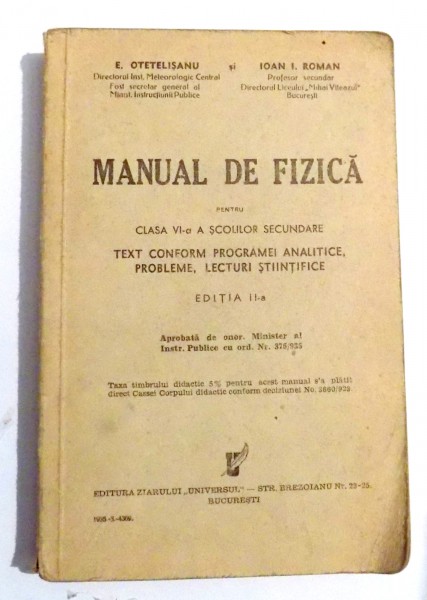 E. OTETELIȘANU și IOAN I. ROMAN
Directorul Inst. Meteorologic Central
Fost secretar general al
Minist. Instrucțiunii Publice
Profesor secundar
Directorul Liceului „Mihai Viteazul”
București
MANUAL DE FIZICĂ
PENTRU
CLASA VI-a A ȘCOLILOR SECUNDARE
TEXT CONFORM PROGRAMEI ANALITICE,
PROBLEME, LECTURI ȘTIINȚIFICE
EDIȚIA II-a
Aprobată de onor. Minister al
Instr. Publice cu ord. Nr. /935
Taxa timbrului didactic 5% pentru acest manual s'a plătit
direct Cassei Corpului didactic conform deciziunei No.
EDITURA ZIARULUI „UNIVERSUL” — STR. BREZOIANU Nr. 23-25.
BUCUREȘTI